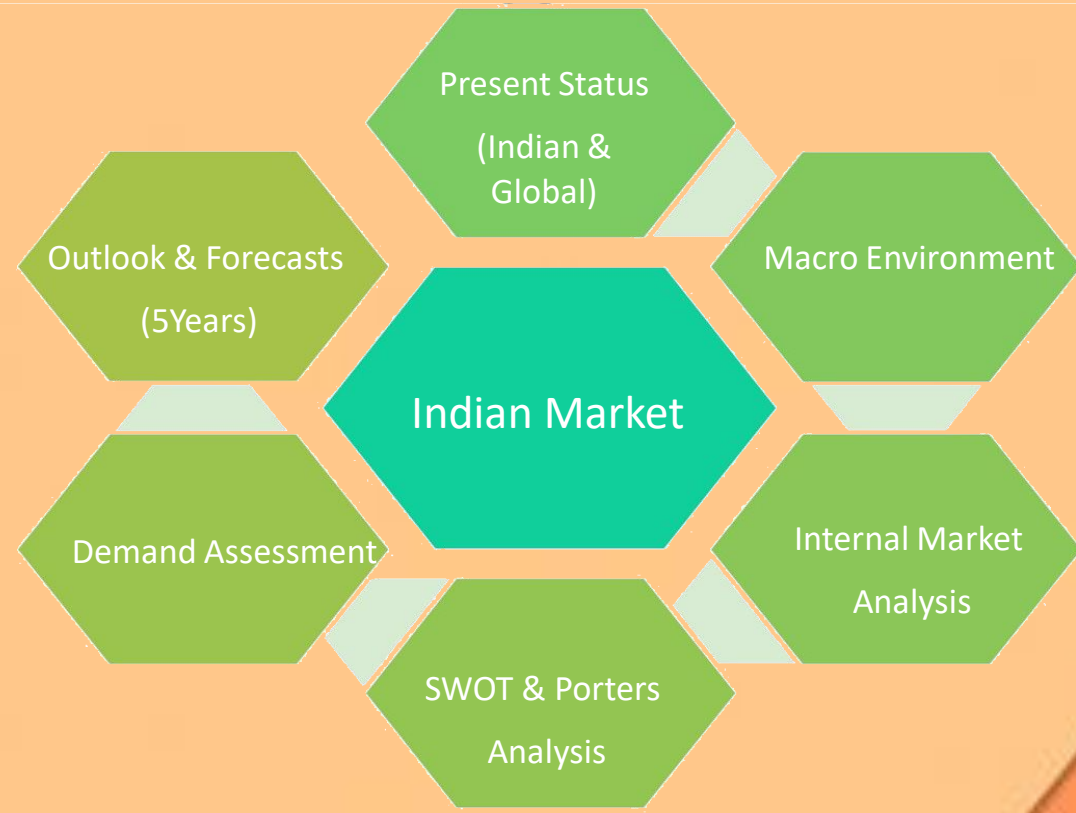 Present Status
(Indian &
Global)
Macro Environment
Internal Market
Analysis
SWOT & Porters
Analysis
Demand Assessment
Outlook & Forecasts
(5Years)
Indian Market